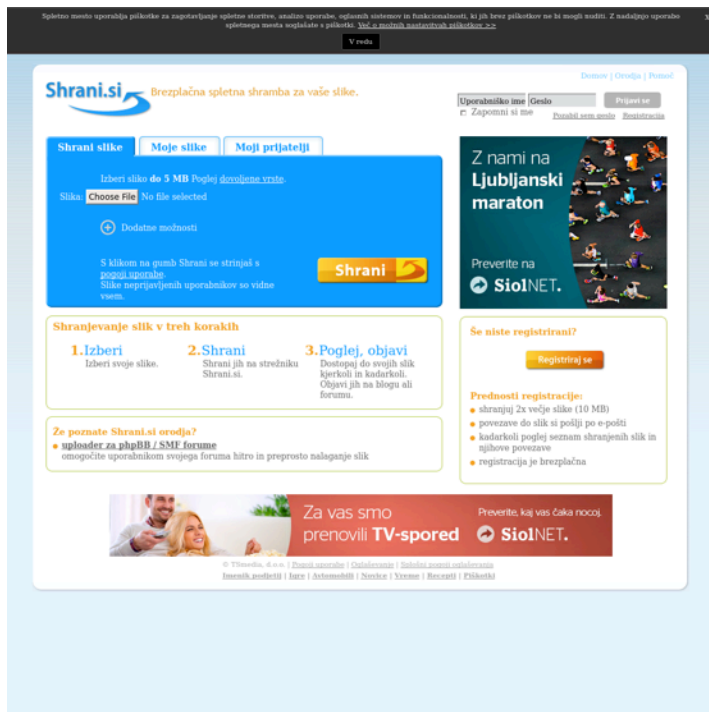 Spletno mesto uporablja piškotke za zagotavljanje spletne storitve, analizo uporabe, oglasnih sistemov in funkcionalnosti, ki jih brez piškotkov ne bi mogli nuditi. Z nadaljnjo uporabo
spletnega mesta soglašate s piškotki. Več o možnih nastavitvah piškotkov >>
V redu
Domov | Orodja | Pomoč
Shrani.si
Brezplačna spletna shramba za vaše slike.
Uporabniško ime
Geslo
Prijavi se
Zapomni si me
Pozabil sem geslo
Registracija
Shrani slike
Moje slike
Moji prijatelji
Izberi sliko do 5 MB Poglej dovoljene vrste.
Slika: Choose File No file selected
Dodatne možnosti
S klikom na gumb Shrani se strinjaš s
pogoji uporabe.
Slike neprijavljenih uporabnikov so vidne
vsem.
Shrani
Z nami na
Ljubljanski
maraton
Preverite na
SiolNET.
Shranjevanje slik v treh korakih
1.Izberi
Izberi svoje slike.
2.Shrani
Shrani jih na strežniku
Shrani.si.
3.Poglej, objavi
Dostopaj do svojih slik
kjerkoli in kadarkoli.
Objavi jih na blogu ali
forumu.
Že poznate Shrani.si orodja?
uploader za phpBB / SMF forume
omogočite uporabnikom svojega foruma hitro in preprosto nalaganje slik
Še niste registrirani?
Registriraj se
Prednosti registracije:
shranjuj 2x večje slike (10 MB)
povezave do slik si pošlji po e-pošti
kadarkoli poglej seznam shranjenih slik in
njihove povezave
registracija je brezplačna
Za vas smo
prenovili TV-spored
Preverite, kaj vas čaka nocoj.
SiolNET.
© TSmedia, d.o.o. | Pogoji uporabe | Oglaševanje | Splošni pogoji oglaševanja
Imenik podjetij | Igre | Avtomobili | Novice | Vreme | Recepti | Piškotki